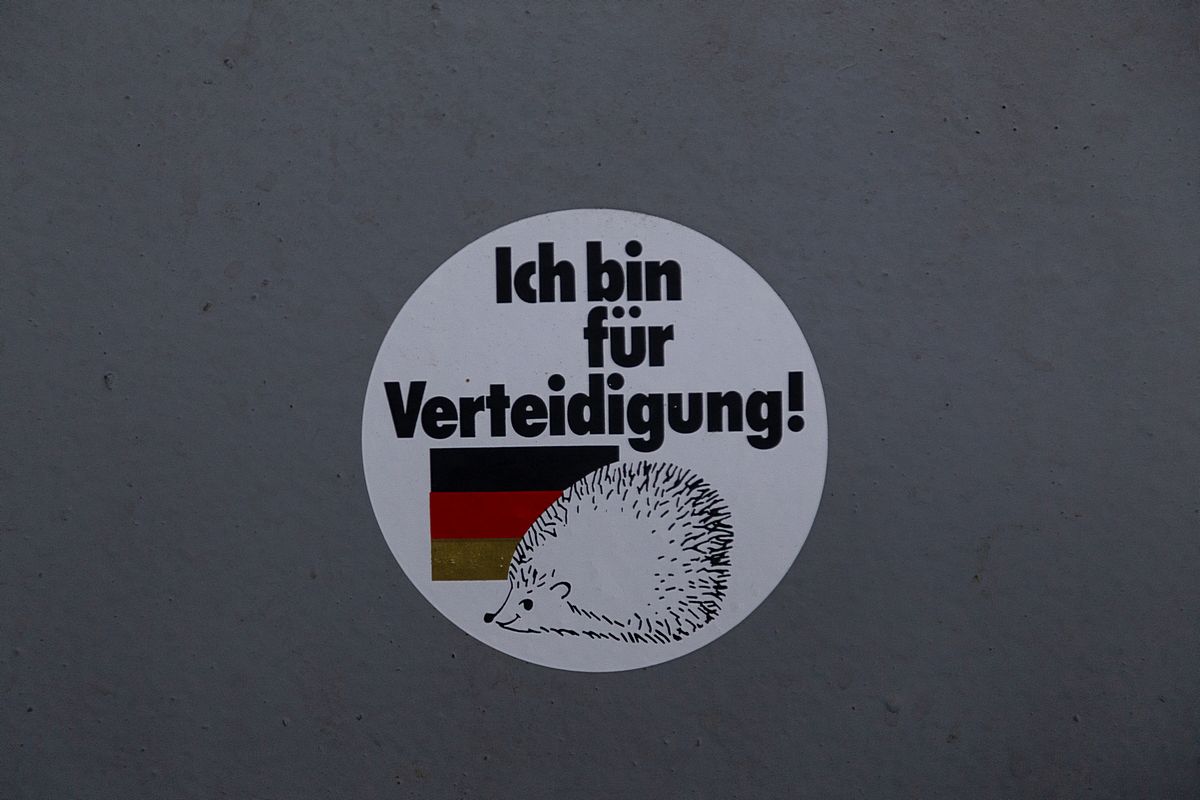 Ich bin
für
Verteidigung!